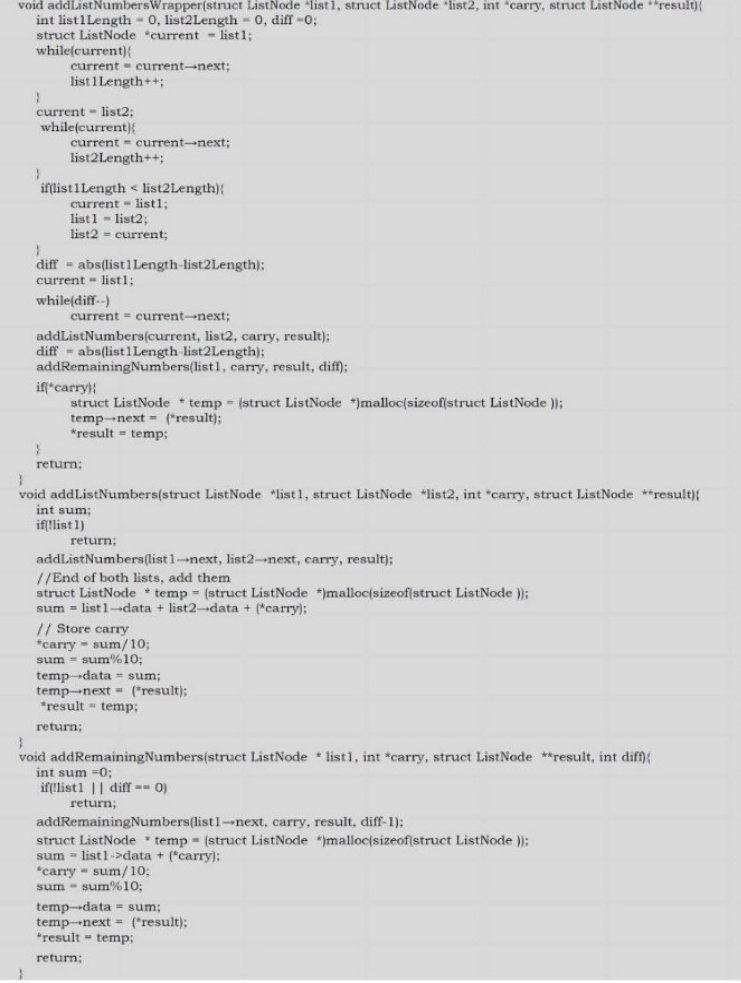 void addListNumbersWrapper(struct ListNode *list1, struct ListNode *list2, int *carry, struct ListNode **result){
int list1Length = 0, list2Length = 0, diff =0;
struct ListNode *current = list1;
while(current){
current = current→next;
list1Length++;
}
current = list2;
while(current){
current = current→next;
list2Length++;
}
if(list1Length < list2Length){
current = list1;
list1 = list2;
list2 = current;
}
diff = abs(list1Length-list2Length);
current = list1;
while(diff--)
current = current→next;
addListNumbers(current, list2, carry, result);
diff = abs(list1Length-list2Length);
addRemainingNumbers(list1, carry, result, diff);
if(*carry){
struct ListNode * temp = (struct ListNode *)malloc(sizeof(struct ListNode ));
temp→next = (*result);
*result = temp;
}
return;
}
void addListNumbers(struct ListNode *list1, struct ListNode *list2, int *carry, struct ListNode **result){
int sum;
if(!list1)
return;
addListNumbers(list1→next, list2→next, carry, result);
//End of both lists, add them
struct ListNode * temp = (struct ListNode *)malloc(sizeof(struct ListNode ));
sum = list1→data + list2→data + (*carry);
// Store carry
*carry = sum/10;
sum = sum%10;
temp→data = sum;
temp→next = (*result);
*result = temp;
return;
}
void addRemainingNumbers(struct ListNode * list1, int *carry, struct ListNode **result, int diff){
int sum =0;
if(!list1 || diff == 0)
return;
addRemainingNumbers(list1→next, carry, result, diff-1);
struct ListNode * temp = (struct ListNode *)malloc(sizeof(struct ListNode ));
sum = list1->data + (*carry);
*carry = sum/10;
sum = sum%10;
temp→data = sum;
temp→next = (*result);
*result = temp;
return;
}